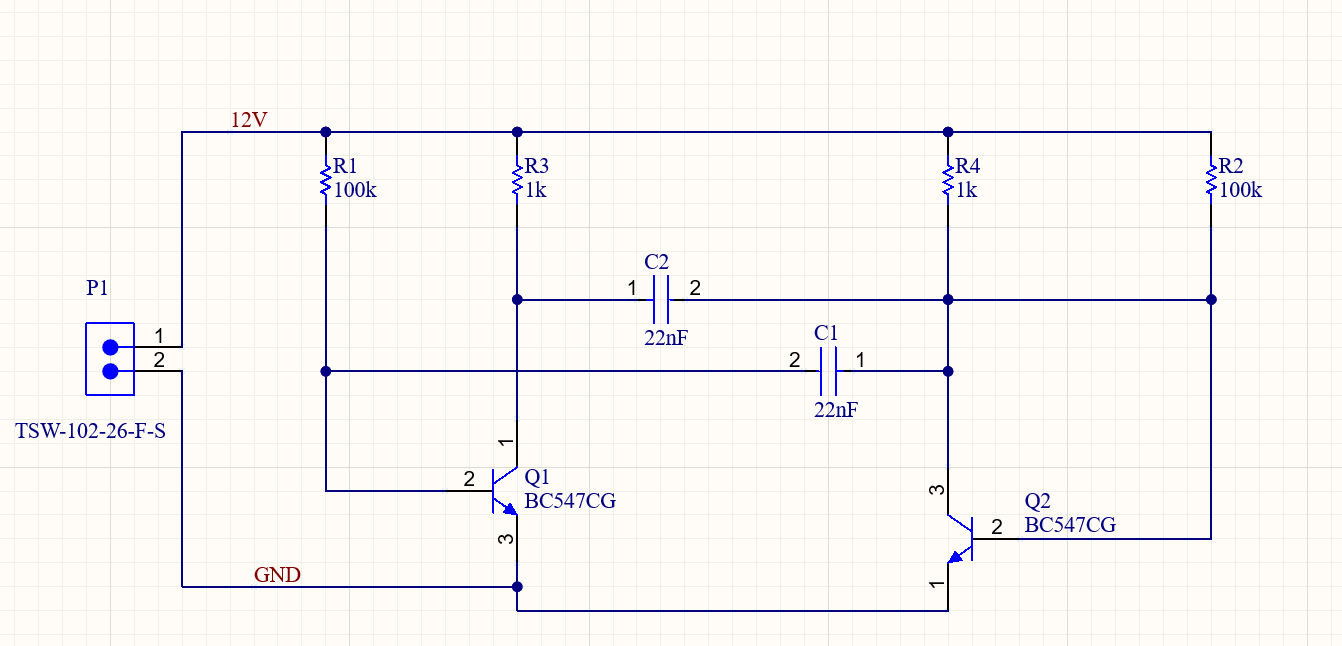 12V
R1
100k
R3
1k
R4
1k
R2
100k
C2
1
2
22nF
P1
1
2
C1
2
1
22nF
TSW-102-26-F-S
1
2
Q1
BC547CG
3
3
Q2
2
BC547CG
1
GND